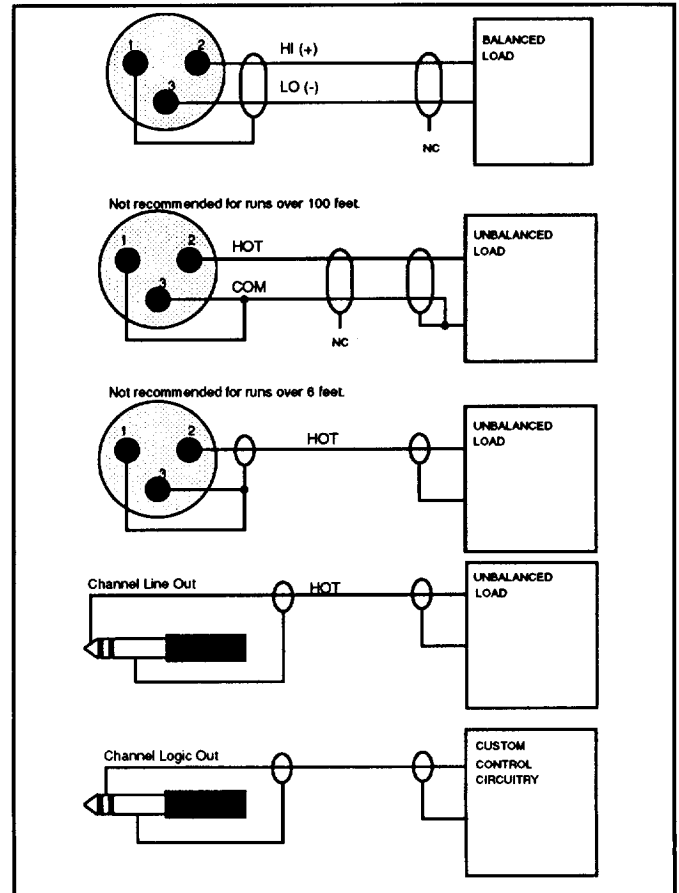 1 2 HI (+) BALANCED
LOAD
3 LO (-)
NC
Not recommended for runs over 100 feet.
1 2 HOT UNBALANCED
LOAD
3 COM
NC
Not recommended for runs over 6 feet.
1 2 HOT UNBALANCED
LOAD
3
Channel Line Out HOT UNBALANCED
LOAD
Channel Logic Out CUSTOM
CONTROL
CIRCUITRY